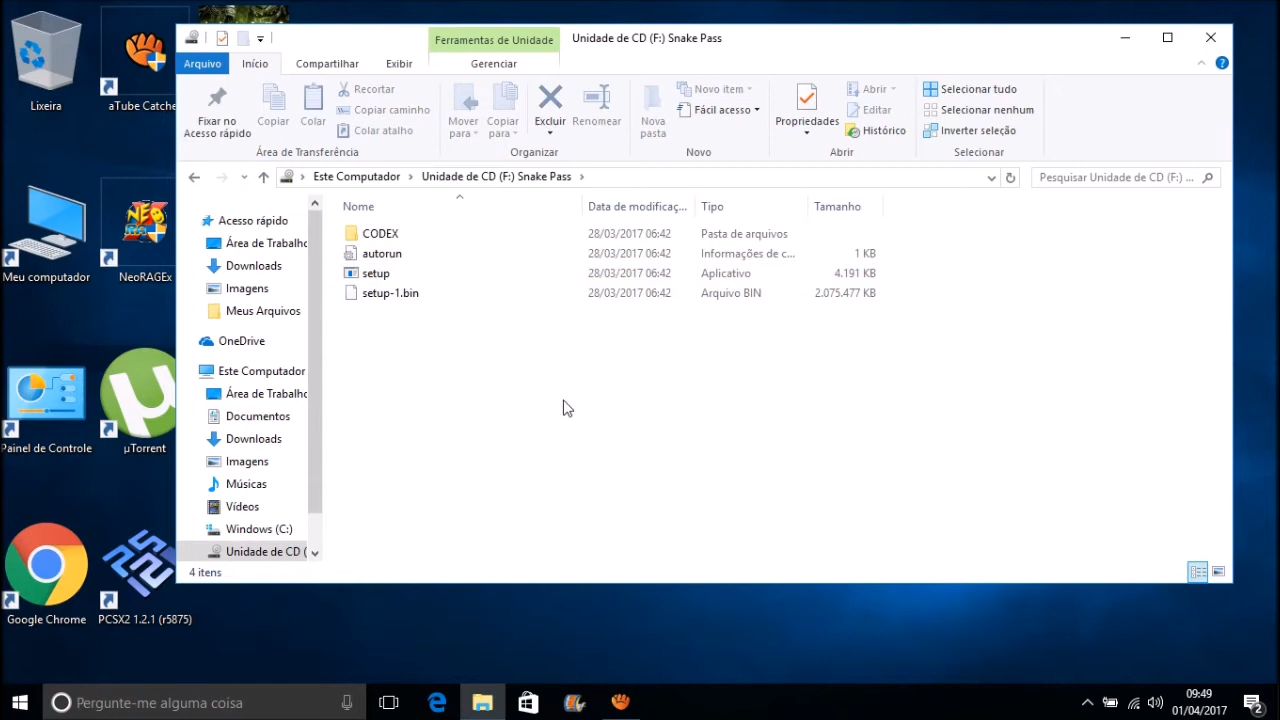 Lixeira
aTube Catche
Meu computador
NeoRAGEx
Painel de Controle
µTorrent
Google Chrome
PCSX2 1.2.1 (r5875)
Ferramentas de Unidade
Unidade de CD (F:) Snake Pass
Arquivo
Início
Compartilhar
Exibir
Gerenciar
Fixar no
Acesso rápido
Copiar
Colar
Recortar
Copiar caminho
Colar atalho
Área de Transferência
Mover
para
Copiar
para
Excluir
Renomear
Organizar
Nova
pasta
Novo item
Fácil acesso
Novo
Propriedades
Abrir
Editar
Histórico
Abrir
Selecionar tudo
Selecionar nenhum
Inverter seleção
Selecionar
Este Computador
Unidade de CD (F:) Snake Pass
Pesquisar Unidade de CD (F:) ...
Acesso rápido
Área de Trabalho
Downloads
Imagens
Meus Arquivos
OneDrive
Este Computador
Área de Trabalho
Documentos
Downloads
Imagens
Músicas
Vídeos
Windows (C:)
Unidade de CD (
Nome Data de modificaç... Tipo Tamanho
CODEX 28/03/2017 06:42 Pasta de arquivos
autorun 28/03/2017 06:42 Informações de c... 1 KB
setup 28/03/2017 06:42 Aplicativo 4.191 KB
setup-1.bin 28/03/2017 06:42 Arquivo BIN 2.075.477 KB
4 itens
Pergunte-me alguma coisa
09:49
01/04/2017
2